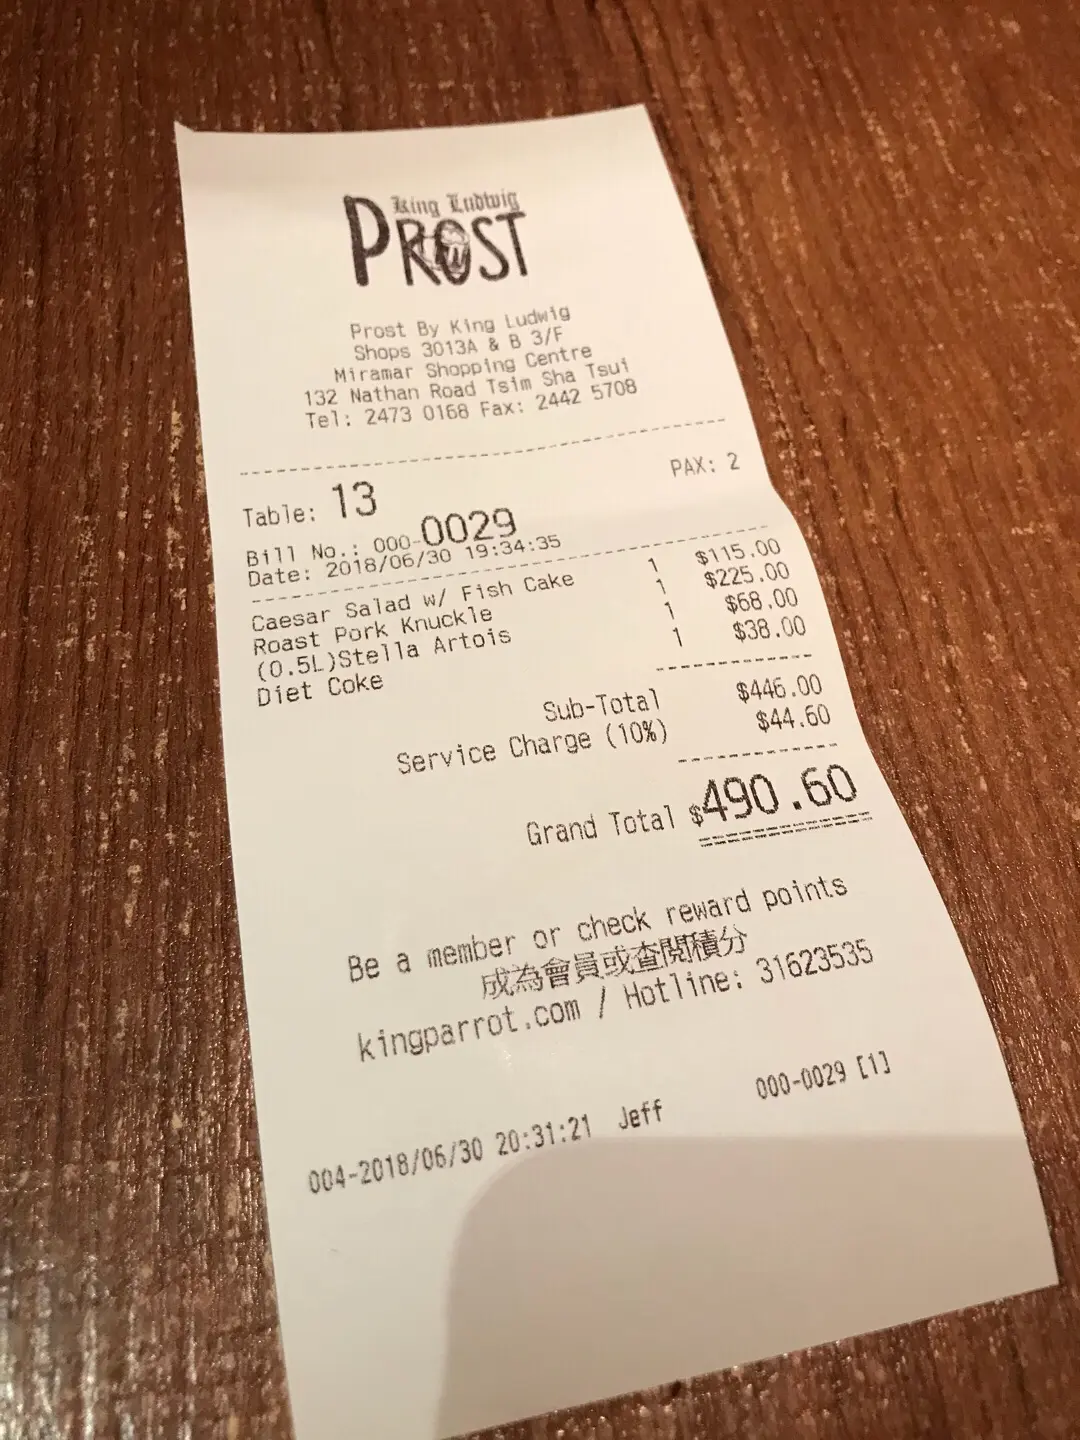 King Ludwig
PROST
Prost By King Ludwig
Shops 3013A & B 3/F
Miramar Shopping Centre
132 Nathan Road Tsim Sha Tsui
Tel: 2473 0168 Fax: 2442 5708
Table: 13 PAX: 2
Bill No.: 000-0029
Date: 2018/06/30 19:34:35
Caesar Salad w/ Fish Cake 1 $115.00
Roast Pork Knuckle 1 $225.00
(0.5L)Stella Artois 1 $68.00
Diet Coke 1 $38.00
Sub-Total $446.00
Service Charge (10%) $44.60
Grand Total $490.60
Be a member or check reward points
成為會員或查閱積分
kingparrot.com / Hotline: 31623535
004-2018/06/30 20:31:21 Jeff 000-0029 [1]